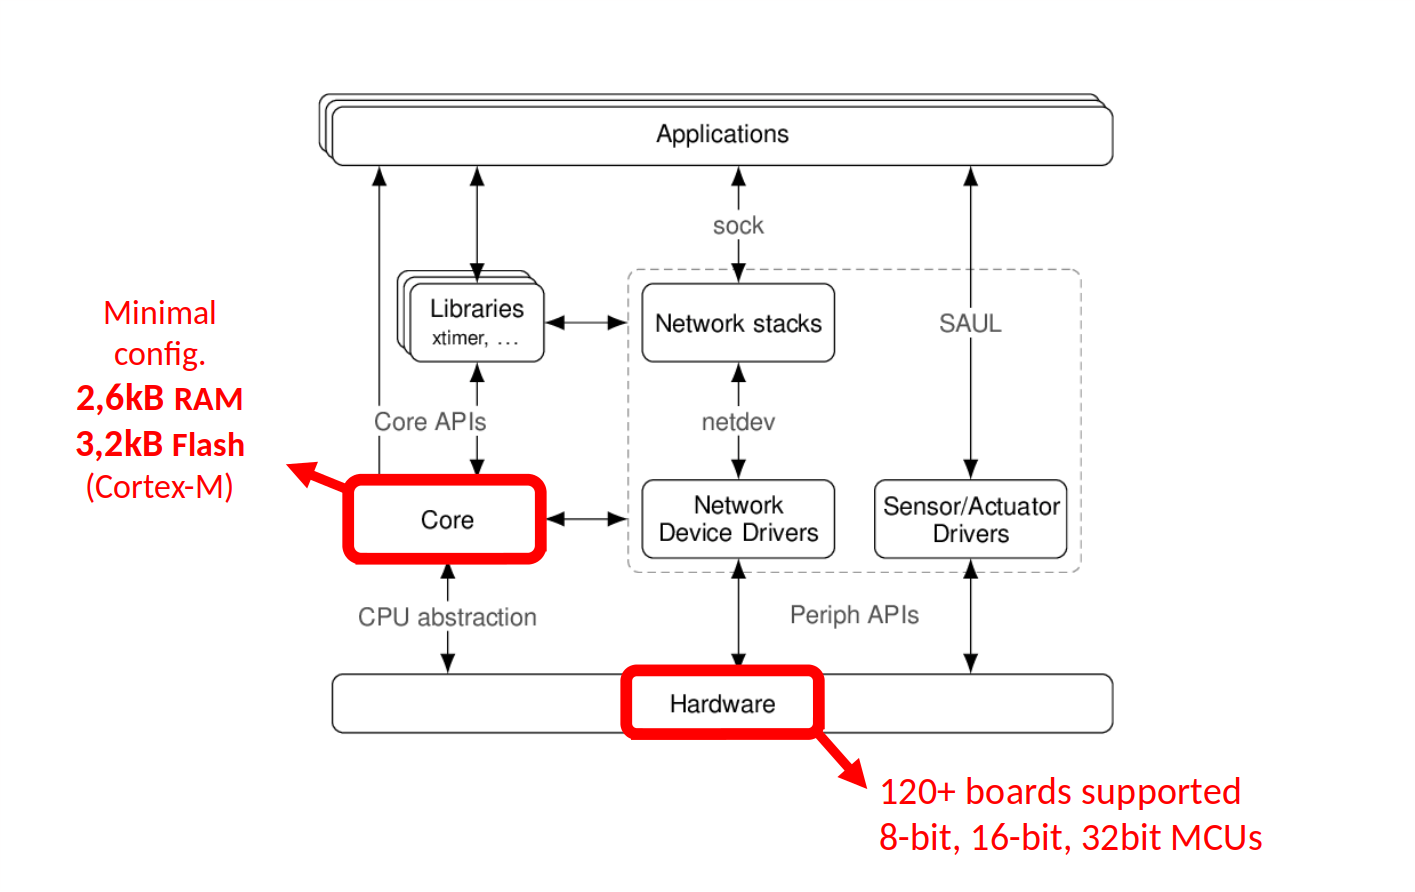 Applications
sock
Libraries
xtimer, ...
Network stacks
SAUL
Minimal
config.
2,6kB RAM
3,2kB Flash
(Cortex-M)
Core APIs
netdev
Core
Network
Device Drivers
Sensor/Actuator
Drivers
CPU abstraction
Periph APIs
Hardware
120+ boards supported
8-bit, 16-bit, 32bit MCUs